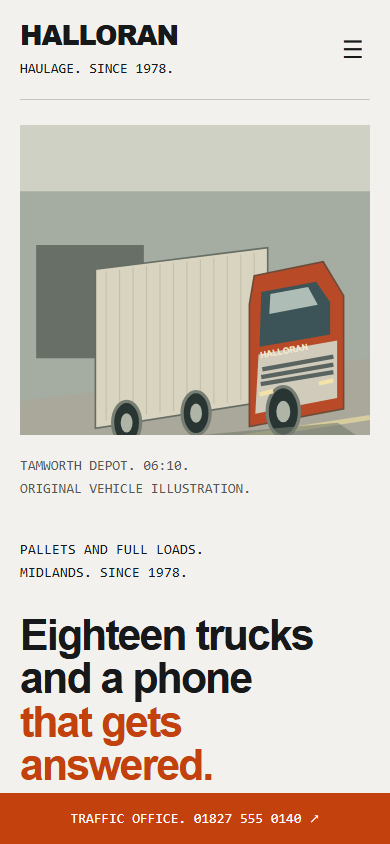 HALLORAN
HAULAGE. SINCE 1978.
HALLORAN
TAMWORTH DEPOT. 06:10.
ORIGINAL VEHICLE ILLUSTRATION.
PALLETS AND FULL LOADS.
MIDLANDS. SINCE 1978.
Eighteen trucks
and a phone
that gets
answered.
TRAFFIC OFFICE. 01827 555 0140 ↗